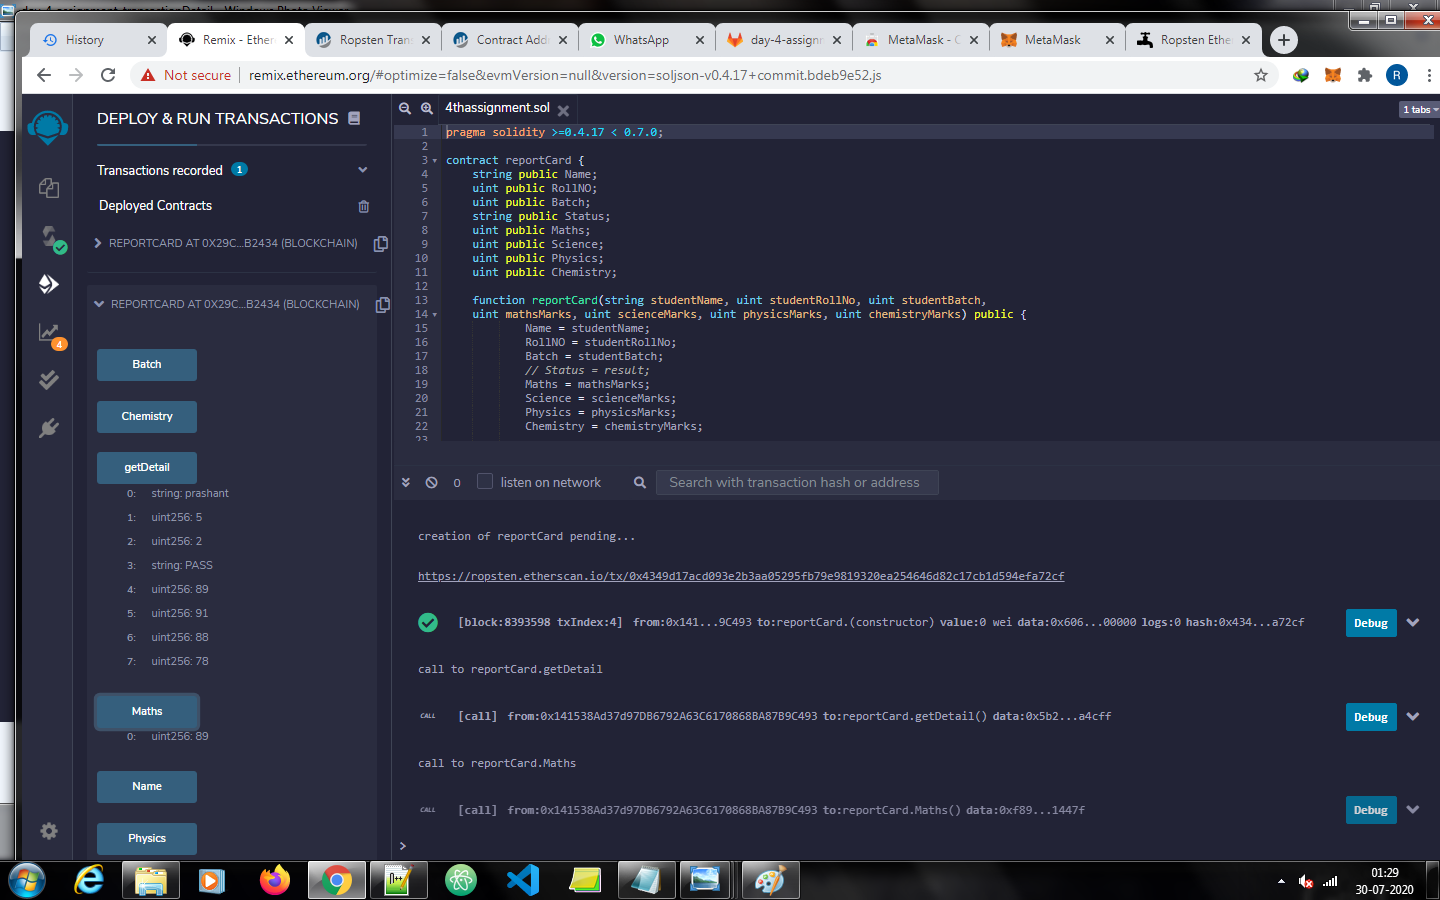 History
Remix - Ether
Ropsten Tran
Contract Addr
WhatsApp
day-4-assignm
MetaMask - C
MetaMask
Ropsten Ether
Not secure
remix.ethereum.org/#optimize=false&evmVersion=null&version=soljson-v0.4.17+commit.bdeb9e52.js
R
DEPLOY & RUN TRANSACTIONS
Transactions recorded 1
Deployed Contracts
REPORTCARD AT 0X29C...B2434 (BLOCKCHAIN)
REPORTCARD AT 0X29C...B2434 (BLOCKCHAIN)
4
Batch
Chemistry
getDetail
0: string: prashant
1: uint256: 5
2: uint256: 2
3: string: PASS
4: uint256: 89
5: uint256: 91
6: uint256: 88
7: uint256: 78
Maths
0: uint256: 89
Name
Physics
4thassignment.sol
1 tabs
1 pragma solidity >=0.4.17 < 0.7.0;
2
3 contract reportCard {
4 string public Name;
5 uint public RollNO;
6 uint public Batch;
7 string public Status;
8 uint public Maths;
9 uint public Science;
10 uint public Physics;
11 uint public Chemistry;
12
13 function reportCard(string studentName, uint studentRollNo, uint studentBatch,
14 uint mathsMarks, uint scienceMarks, uint physicsMarks, uint chemistryMarks) public {
15 Name = studentName;
16 RollNO = studentRollNo;
17 Batch = studentBatch;
18 // Status = result;
19 Maths = mathsMarks;
20 Science = scienceMarks;
21 Physics = physicsMarks;
22 Chemistry = chemistryMarks;
23
0 listen on network
Search with transaction hash or address
creation of reportCard pending...
https://ropsten.etherscan.io/tx/0x4349d17acd093e2b3aa05295fb79e9819320ea254646d82c17cb1d594efa72cf
[block:8393598 txIndex:4] from:0x141...9C493 to:reportCard.(constructor) value:0 wei data:0x606...00000 logs:0 hash:0x434...a72cf
Debug
call to reportCard.getDetail
CALL [call] from:0x141538Ad37d97DB6792A63C6170868BA87B9C493 to:reportCard.getDetail() data:0x5b2...a4cff
Debug
call to reportCard.Maths
CALL [call] from:0x141538Ad37d97DB6792A63C6170868BA87B9C493 to:reportCard.Maths() data:0xf89...1447f
Debug
>
01:29
30-07-2020